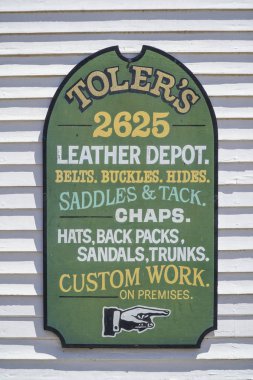 TOLER'S
2625
LEATHER DEPOT.
BELTS. BUCKLES. HIDES.
SADDLES & TACK.
CHAPS.
HATS, BACK PACKS,
SANDALS, TRUNKS.
CUSTOM WORK.
ON PREMISES.